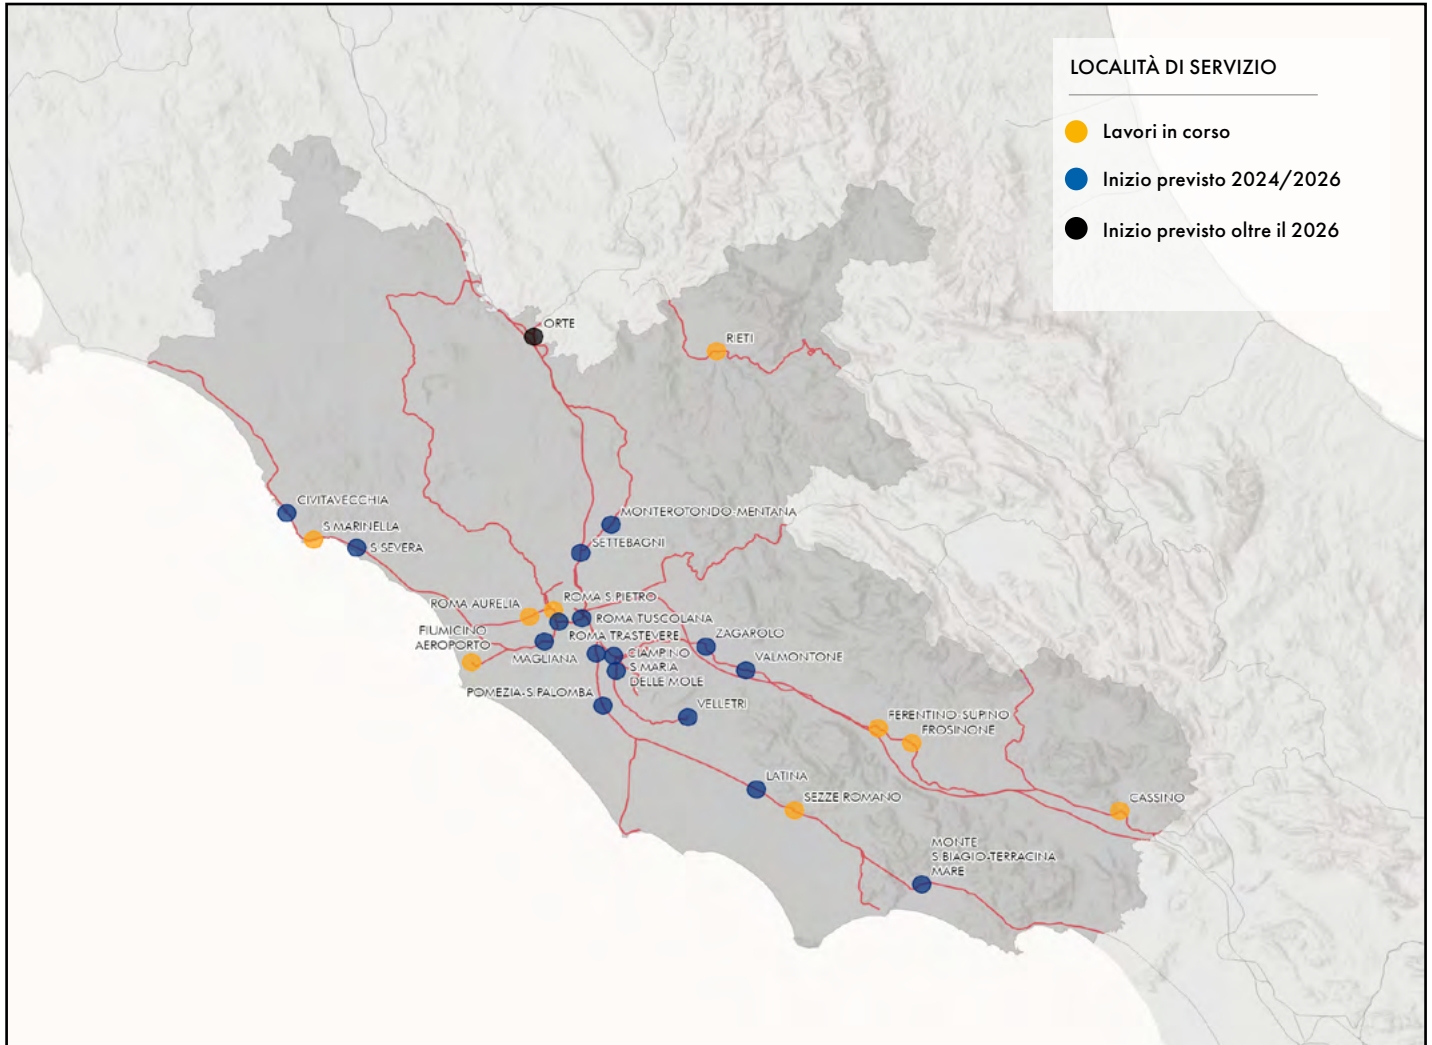 LOCALITÀ DI SERVIZIO
Lavori in corso
Inizio previsto 2024/2026
Inizio previsto oltre il 2026
ORTE
RIETI
CIVITAVECCHIA
S.MARINELLA
S.SEVERA
MONTEROTONDO-MENTANA
SETTEBAGNI
ROMA AURELIA
ROMA S.PIETRO
ROMA TUSCOLANA
FIUMICINO
AEROPORTO
ROMA TRASTEVERE
MAGLIANA
CIAMPINO
S.MARIA
DELLE MOLE
ZAGAROLO
VALMONTONE
POMEZIA-S.PALOMBA
VELLETRI
FERENTINO-SUPINO
FROSINONE
LATINA
SEZZE ROMANO
CASSINO
MONTE
S.BIAGIO-TERRACINA
MARE